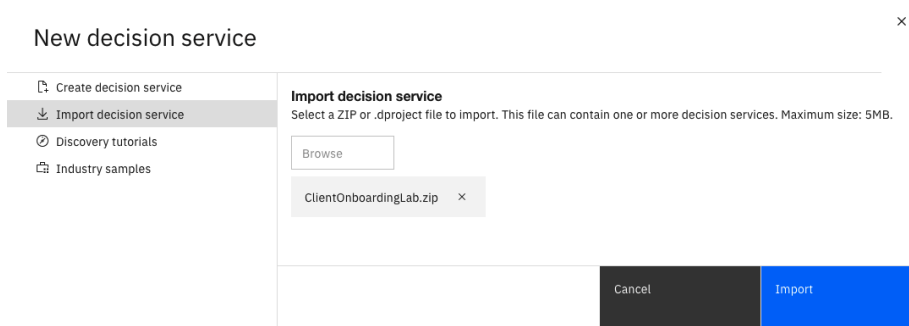 New decision service
×
Create decision service
Import decision service
Discovery tutorials
Industry samples
Import decision service
Select a ZIP or .dproject file to import. This file can contain one or more decision services. Maximum size: 5MB.
Browse
ClientOnboardingLab.zip ×
Cancel
Import